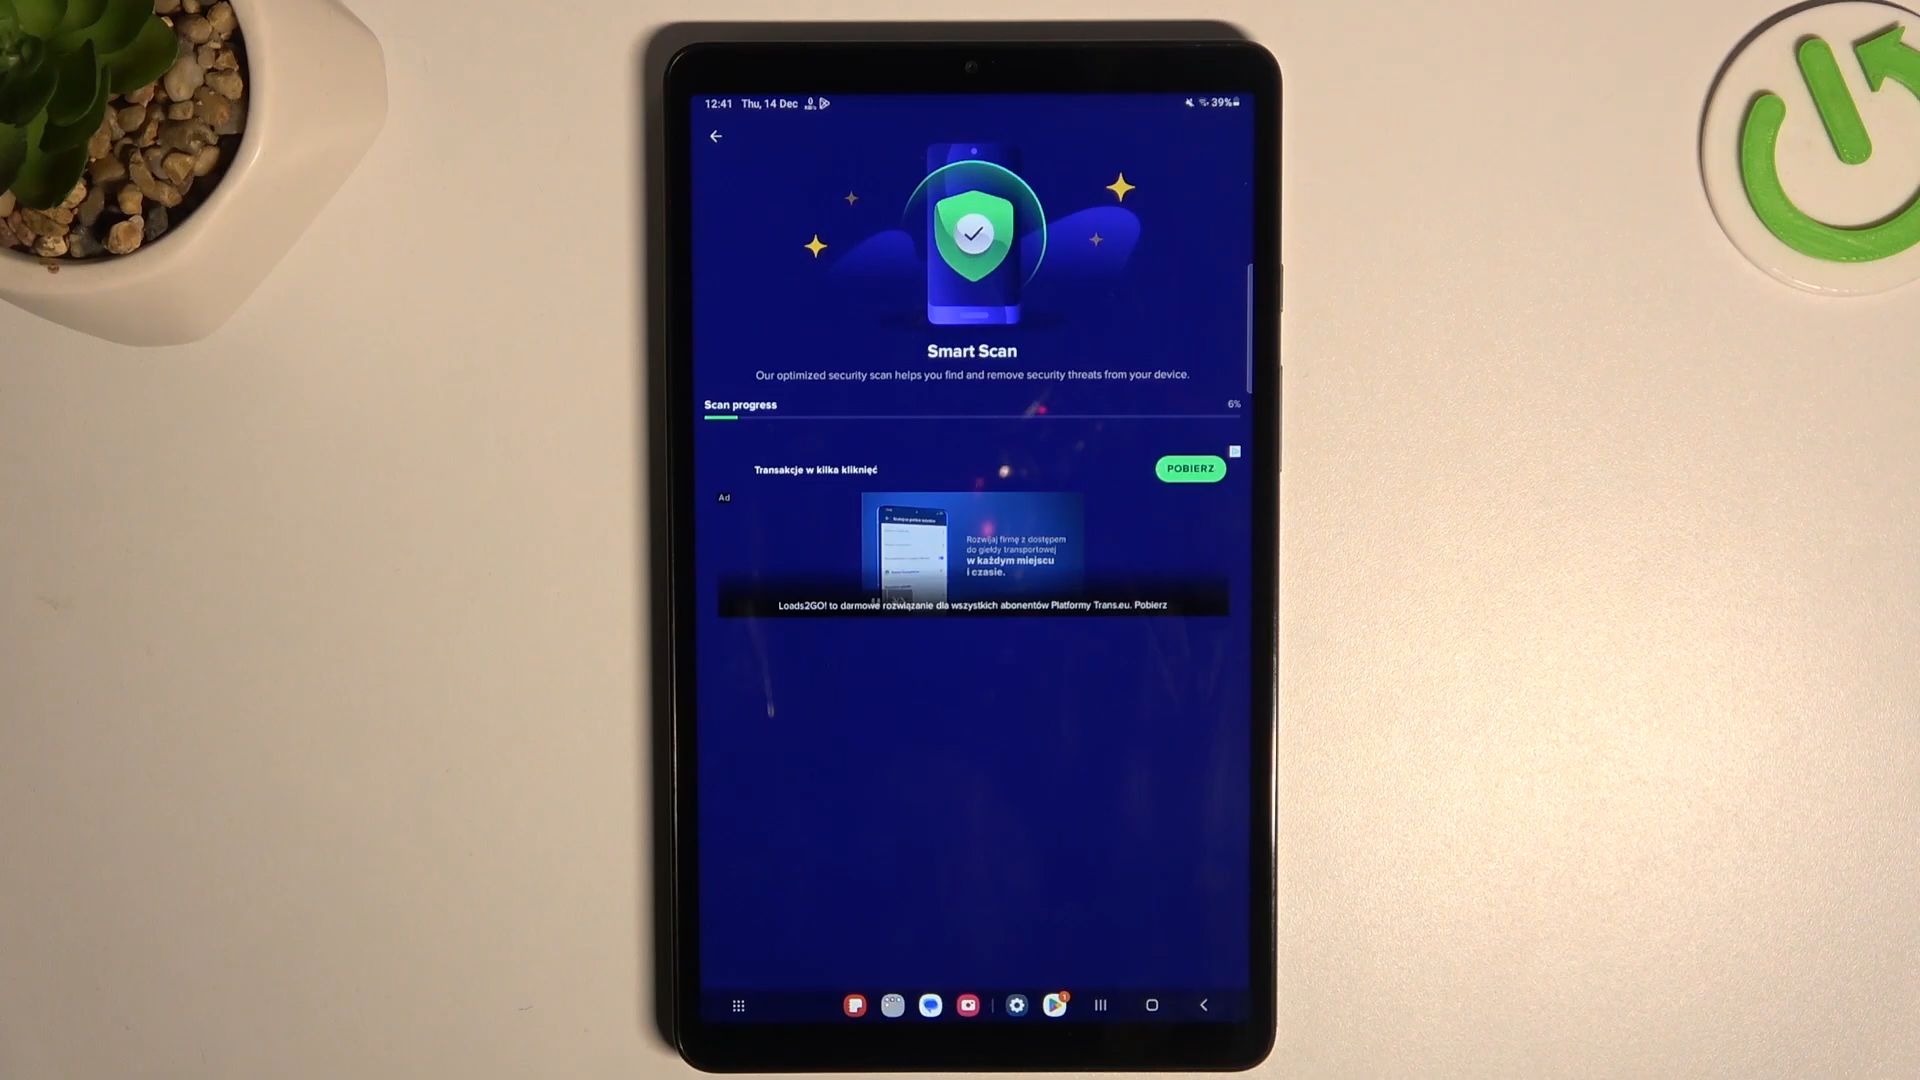 12:41 Thu, 14 Dec
39%
Smart Scan
Our optimized security scan helps you find and remove security threats from your device.
Scan progress
6%
Transakcje w kilka kliknięć
POBIERZ
Ad
Rozwijaj firmę z dostępem
do giełdy transportowej
w każdym miejscu
i czasie.
Loads2GO! to darmowe rozwiązanie dla wszystkich abonentów Platformy Trans.eu. Pobierz